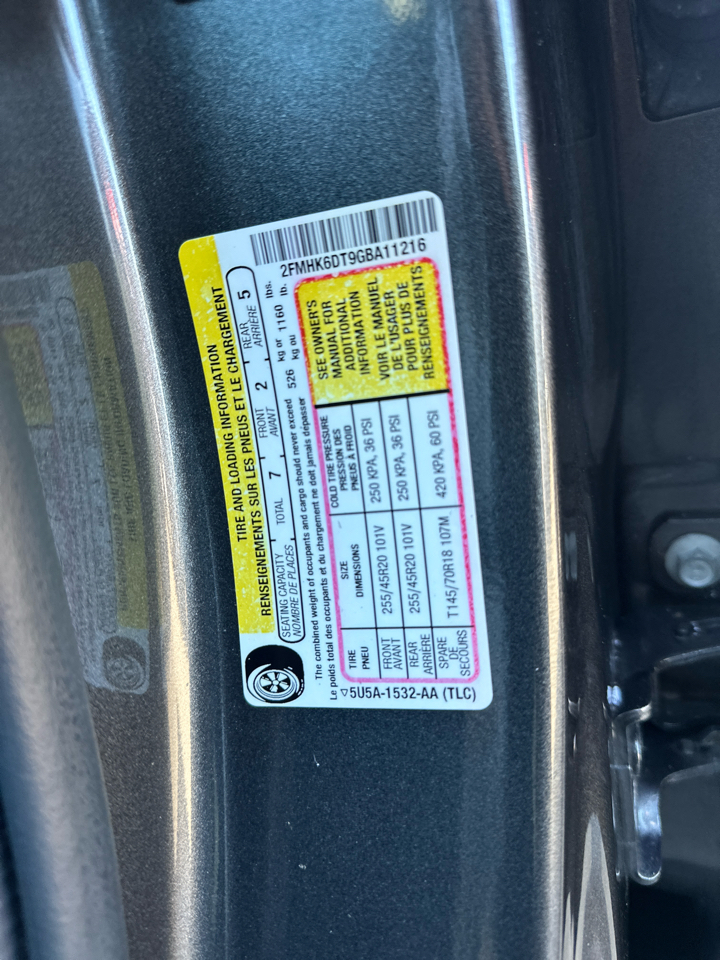 2FMHK6DT9GBA11216
TIRE AND LOADING INFORMATION
RENSEIGNEMENTS SUR LES PNEUS ET LE CHARGEMENT
SEATING CAPACITY
NOMBRE DE PLACES
TOTAL 7
FRONT
AVANT
2
REAR
ARRIÈRE
5
The combined weight of occupants and cargo should never exceed
Le poids total des occupants et du chargement ne doit jamais dépasser
526
kg or
kg ou
1160
lbs.
lb.
TIRE
PNEU
SIZE
DIMENSIONS
COLD TIRE PRESSURE
PRESSION DES
PNEUS À FROID
FRONT
AVANT
255/45R20 101V
250 KPA, 36 PSI
REAR
ARRIÈRE
255/45R20 101V
250 KPA, 36 PSI
SPARE
DE
SECOURS
T145/70R18 107M
420 KPA, 60 PSI
SEE OWNER'S
MANUAL FOR
ADDITIONAL
INFORMATION
VOIR LE MANUEL
DE L'USAGER
POUR PLUS DE
RENSEIGNEMENTS
5U5A-1532-AA (TLC)